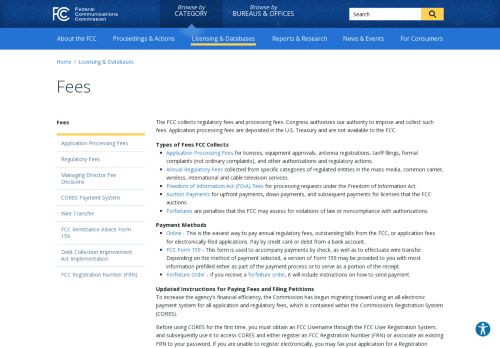 Federal
Communications
Commission
Browse by
CATEGORY
Browse by
BUREAUS & OFFICES
Search
About the FCC
Proceedings & Actions
Licensing & Databases
Reports & Research
News & Events
For Consumers
Home / Licensing & Databases
Fees
Fees
Application Processing Fees
Regulatory Fees
Managing Director Fee
Decisions
CORES Payment System
Wire Transfer
FCC Remittance Advice Form
159
Debt Collection Improvement
Act Implementation
FCC Registration Number (FRN)
The FCC collects regulatory fees and processing fees. Congress authorizes our authority to impose and collect such
fees. Application processing fees are deposited in the U.S. Treasury and are not available to the FCC.
Types of Fees FCC Collects
Application Processing Fees for licenses, equipment approvals, antenna registrations, tariff filings, formal
complaints (not ordinary complaints), and other authorizations and regulatory actions.
Annual Regulatory Fees collected from specific categories of regulated entities in the mass media, common carrier,
wireless, international and cable television services.
Freedom of Information Act (FOIA) Fees for processing requests under the Freedom of Information Act.
Auction Payments for upfront payments, down payments, and subsequent payments for licenses that the FCC
auctions.
Forfeitures are penalties that the FCC may assess for violations of law or noncompliance with authorizations.
Payment Methods
Online - This is the easiest way to pay annual regulatory fees, outstanding bills from the FCC, or application fees
for electronically filed applications. Pay by credit card or debit from a bank account.
FCC Form 159 - This form is used to accompany payments by check, as well as to effectuate wire transfer.
Depending on the method of payment selected, a version of Form 159 may be provided to you with most
information prefilled either as part of the payment process or to serve as a portion of the receipt.
Forfeiture Order - If you receive a forfeiture order, it will include instructions on how to send payment.
Updated Instructions for Paying Fees and Filing Petitions
To increase the agency's financial efficiency, the Commission has begun migrating toward using an all electronic
payment system for all application and regulatory fees, which is contained within the Commission's Registration System
(CORES).
Before using CORES for the first time, you must obtain an FCC Username through the FCC User Registration System,
and subsequently use it to access CORES and either register an FCC Registration Number (FRN) or associate an existing
FRN to your password. If you are unable to register electronically, you may fax your application for a Registration